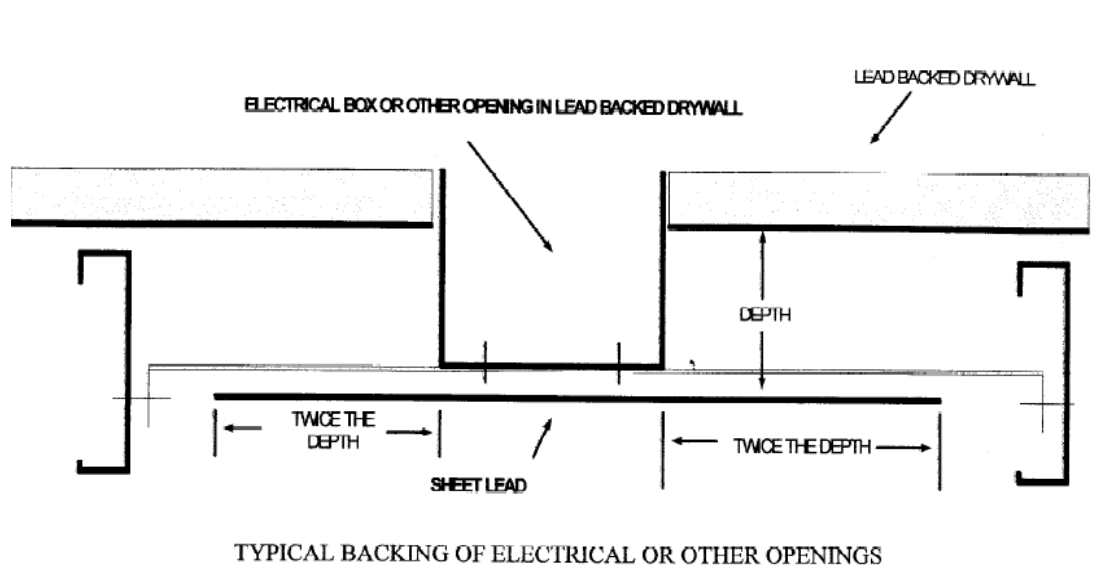 LEAD BACKED DRYWALL
ELECTRICAL BOX OR OTHER OPENING IN LEAD BACKED DRYWALL
DEPTH
TWICE THE
DEPTH
TWICE THE DEPTH
SHEET LEAD
TYPICAL BACKING OF ELECTRICAL OR OTHER OPENINGS